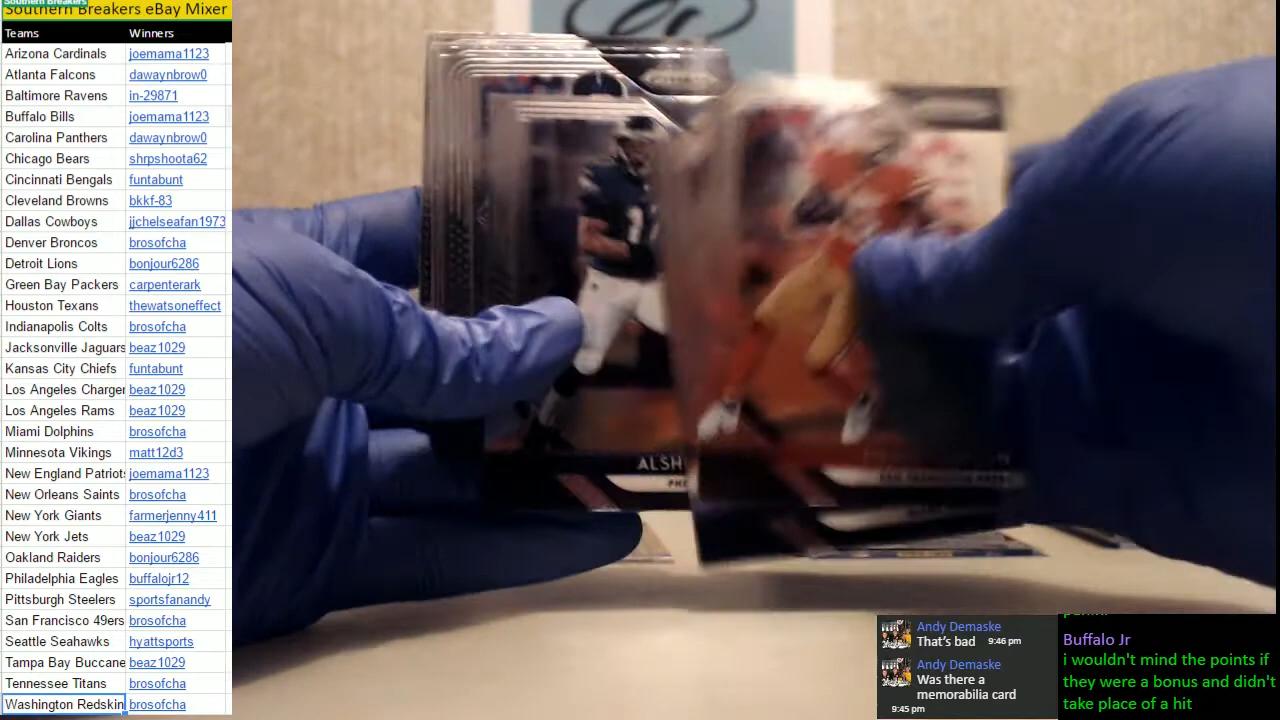 Southern Breakers
Southern Breakers eBay Mixer
Teams Winners
Arizona Cardinals joemama1123
Atlanta Falcons dawaynbrow0
Baltimore Ravens in-29871
Buffalo Bills joemama1123
Carolina Panthers dawaynbrow0
Chicago Bears shrpshoota62
Cincinnati Bengals funtabunt
Cleveland Browns bkkf-83
Dallas Cowboys jjchelseafan1973
Denver Broncos brosofcha
Detroit Lions bonjour6286
Green Bay Packers carpenterark
Houston Texans thewatsoneffect
Indianapolis Colts brosofcha
Jacksonville Jaguars beaz1029
Kansas City Chiefs funtabunt
Los Angeles Charger beaz1029
Los Angeles Rams beaz1029
Miami Dolphins brosofcha
Minnesota Vikings matt12d3
New England Patriots joemama1123
New Orleans Saints brosofcha
New York Giants farmerjenny411
New York Jets beaz1029
Oakland Raiders bonjour6286
Philadelphia Eagles buffalojr12
Pittsburgh Steelers sportsfanandy
San Francisco 49ers brosofcha
Seattle Seahawks hyattsports
Tampa Bay Buccane beaz1029
Tennessee Titans brosofcha
Washington Redskin brosofcha
ALSH
Andy Demaske
That's bad 9:46 pm
Andy Demaske
Was there a
memorabilia card
9:45 pm
Buffalo Jr
i wouldn't mind the points if
they were a bonus and didn't
take place of a hit